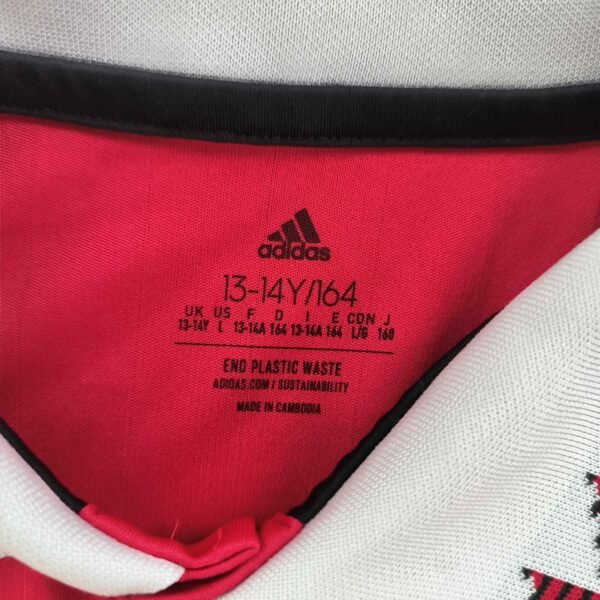 adidas
13-14Y/164
UK US F D I E CDN J
13-14Y L 13-14A 164 13-14A 164 L/G 160
END PLASTIC WASTE
ADIDAS.COM / SUSTAINABILITY
MADE IN CAMBODIA